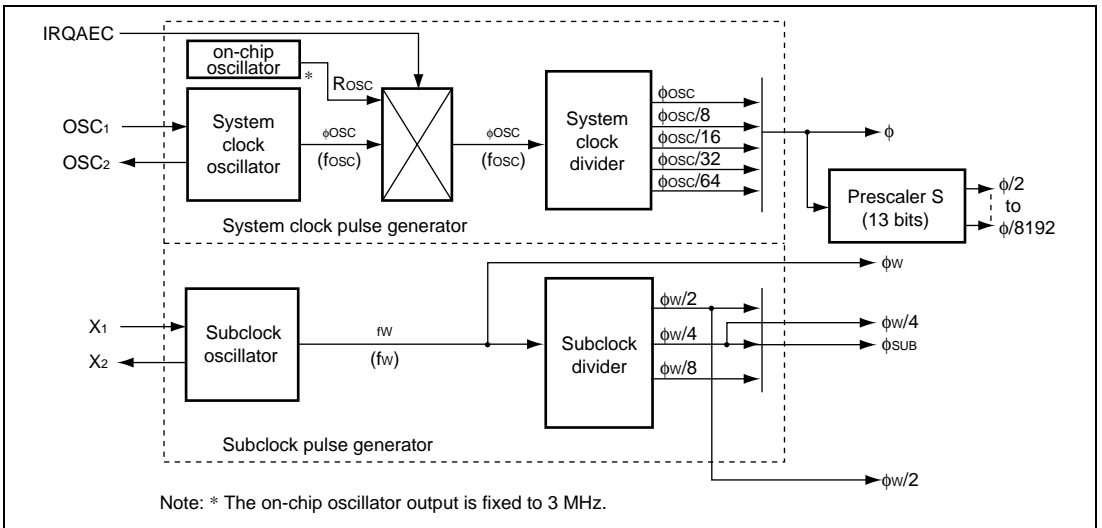 IRQAEC
on-chip
oscillator
*
ROSC
OSC1
OSC2
System
clock
oscillator
ϕOSC
(fOSC)
ϕOSC
(fOSC)
System
clock
divider
ϕOSC
ϕOSC/8
ϕOSC/16
ϕOSC/32
ϕOSC/64
ϕ
Prescaler S
(13 bits)
ϕ/2
to
ϕ/8192
System clock pulse generator
ϕW
X1
X2
Subclock
oscillator
fW
(fW)
Subclock
divider
ϕW/2
ϕW/4
ϕW/8
ϕW/4
ϕSUB
Subclock pulse generator
ϕW/2
Note: * The on-chip oscillator output is fixed to 3 MHz.